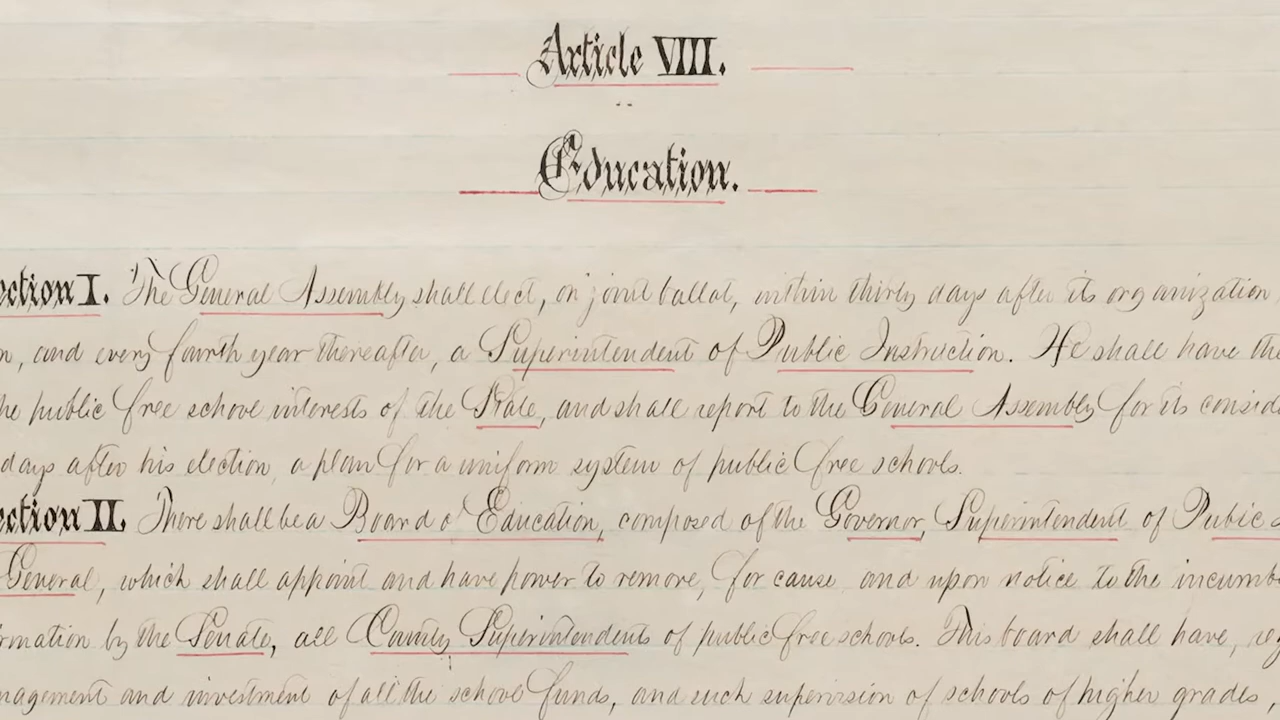 Article VIII.
Education.
ection I. The General Assembly shall elect, on joint ballot, within thirty days after its organization
n, and every fourth year thereafter, a Superintendent of Public Instruction. He shall have the
he public free school interests of the State, and shall report to the General Assembly for its consid
days after his election, a plan for a uniform system of public free schools.
ection II. There shall be a Board of Education, composed of the Governor, Superintendent of Public
General, which shall appoint and have power to remove, for cause and upon notice to the incumb
rmation by the Senate, all County Superintendents of public free schools. This board shall have, reg
nagement and investment of all the school funds, and such supervision of schools of higher grades,